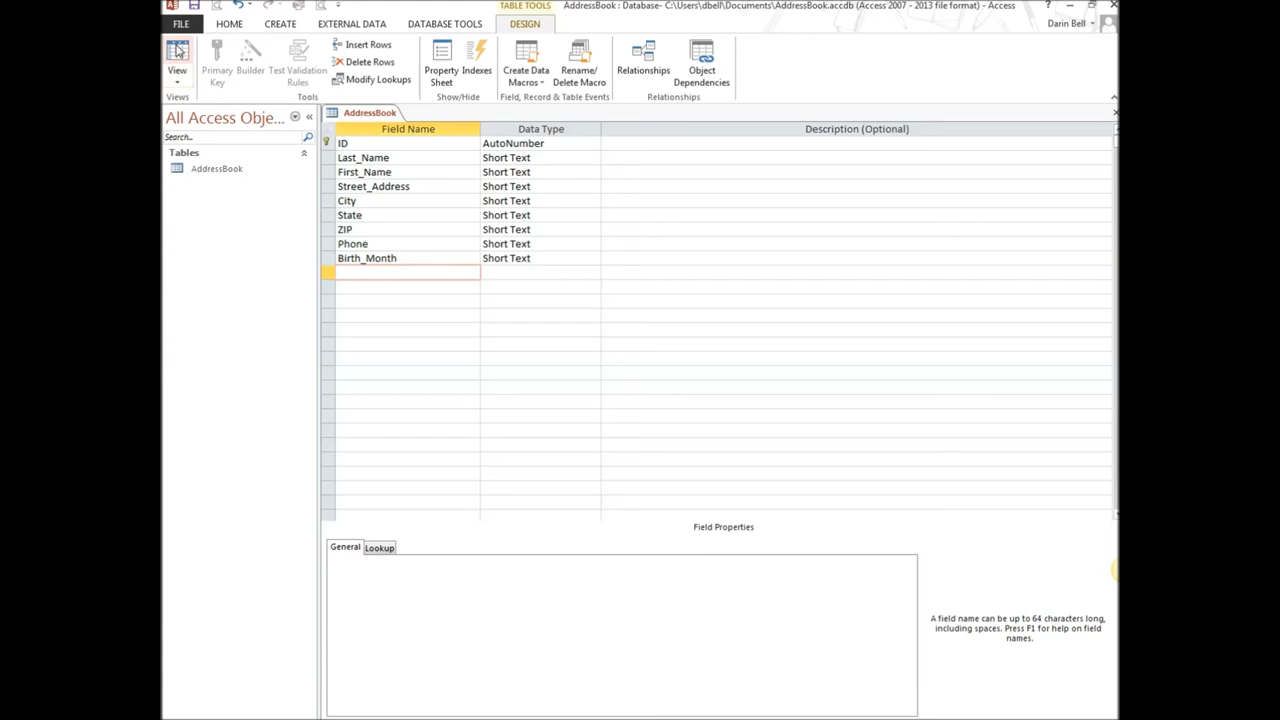 TABLE TOOLS
AddressBook : Database- C:\Users\dbell\Documents\AddressBook.accdb (Access 2007 - 2013 file format) - Access
?
FILE HOME CREATE EXTERNAL DATA DATABASE TOOLS DESIGN
Darin Bell
View
Primary Key
Builder
Test Validation Rules
Insert Rows
Delete Rows
Modify Lookups
Property Sheet
Indexes
Create Data Macros
Rename/ Delete Macro
Relationships
Object Dependencies
Views Tools Show/Hide Field, Record & Table Events Relationships
All Access Obje...
Search...
Tables
AddressBook
AddressBook
Field Name Data Type Description (Optional)
ID AutoNumber
Last_Name Short Text
First_Name Short Text
Street_Address Short Text
City Short Text
State Short Text
ZIP Short Text
Phone Short Text
Birth_Month Short Text
Field Properties
General Lookup
A field name can be up to 64 characters long,
including spaces. Press F1 for help on field
names.